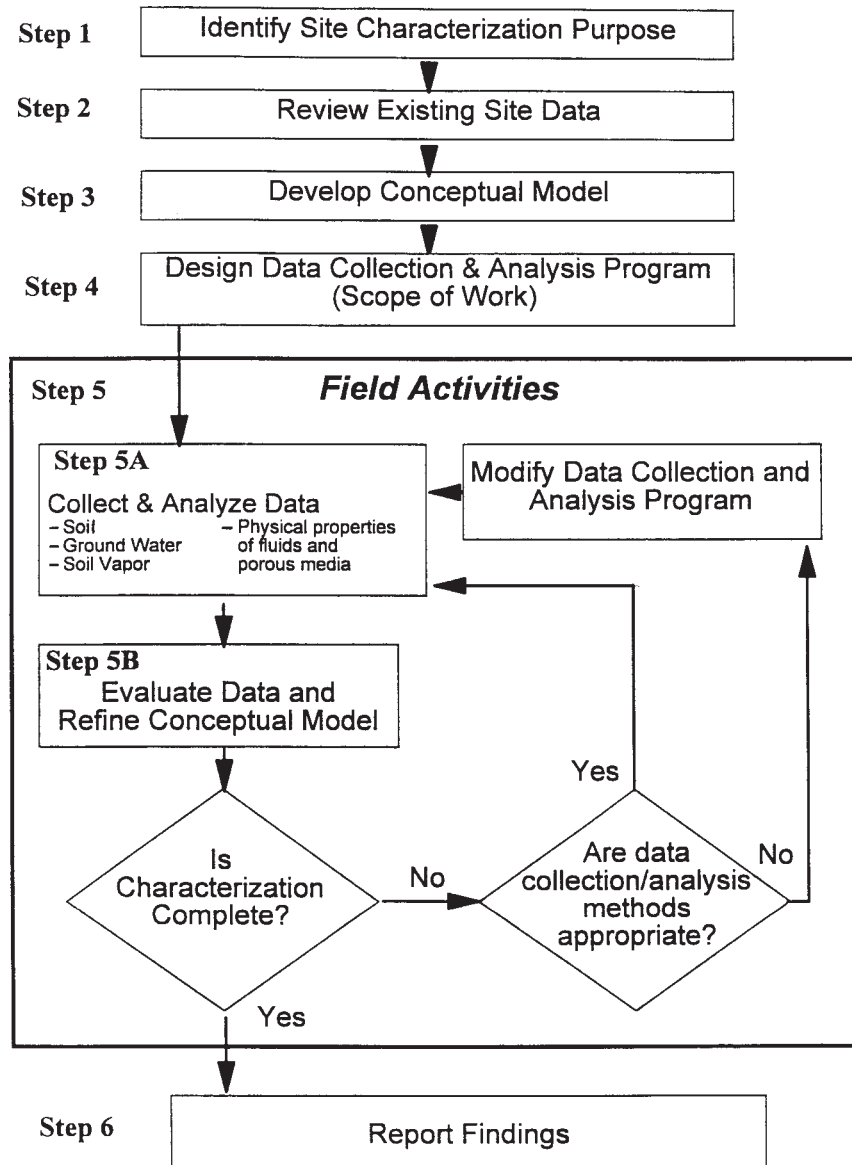 Step 1
Identify Site Characterization Purpose
Step 2
Review Existing Site Data
Step 3
Develop Conceptual Model
Step 4
Design Data Collection & Analysis Program
(Scope of Work)
Step 5
Field Activities
Step 5A
Collect & Analyze Data
– Soil
– Ground Water
– Soil Vapor
– Physical properties
of fluids and
porous media
Modify Data Collection and
Analysis Program
Step 5B
Evaluate Data and
Refine Conceptual Model
Is
Characterization
Complete?
No
Are data
collection/analysis
methods
appropriate?
Yes
No
Yes
Step 6
Report Findings